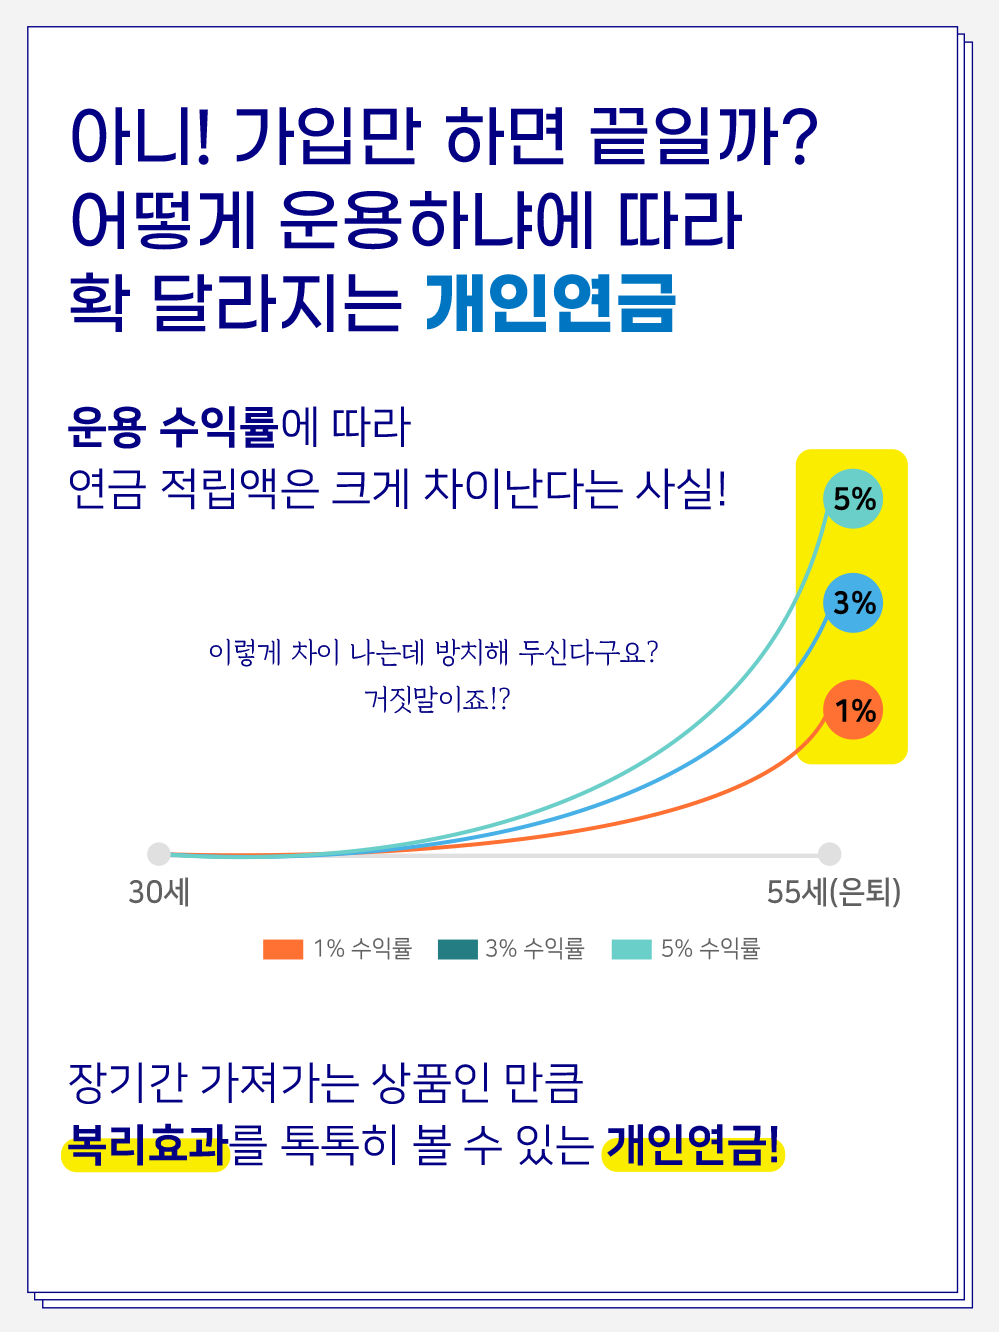 아니! 가입만 하면 끝일까?
어떻게 운용하냐에 따라
확 달라지는 개인연금
운용 수익률에 따라
연금 적립액은 크게 차이난다는 사실!
5%
3%
이렇게 차이 나는데 방치해 두신다구요?
거짓말이죠!?
1%
30세
55세(은퇴)
1% 수익률
3% 수익률
5% 수익률
장기간 가져가는 상품인 만큼
복리효과를 톡톡히 볼 수 있는 개인연금!